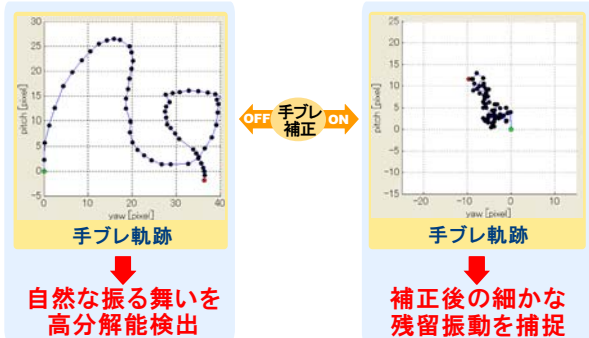 30
25
20
15
10
5
0
-5
pitch [pixel]
0
10
20
30
40
yaw [pixel]
手ブレ軌跡
自然な振る舞いを
高分解能検出
OFF
手ブレ
補正
ON
25
20
15
10
5
0
-5
-10
-15
pitch [pixel]
-20
-10
0
10
yaw [pixel]
手ブレ軌跡
補正後の細かな
残留振動を捕捉